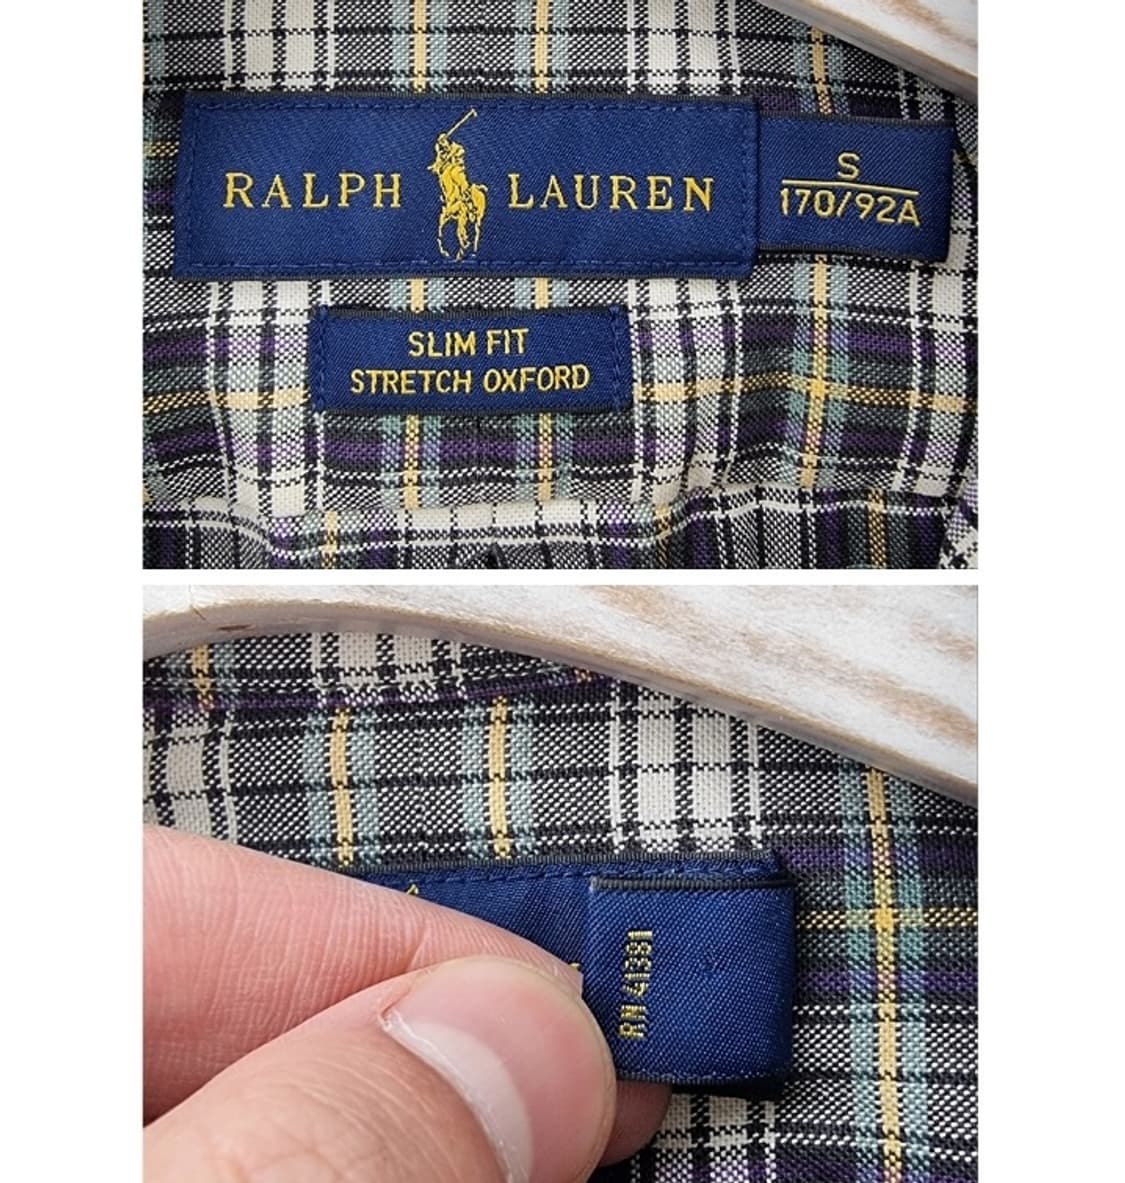 RALPH LAUREN
S
170/92A
SLIM FIT
STRETCH OXFORD
RN 41381